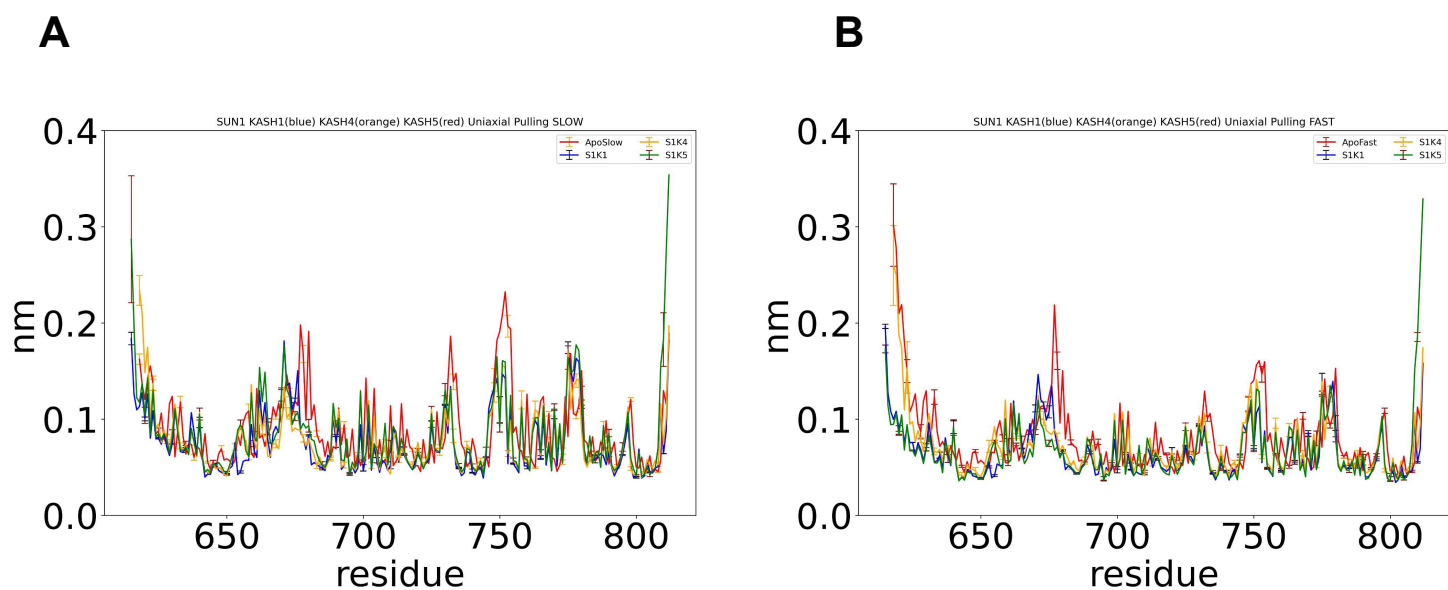 A
B
SUN1 KASH1(blue) KASH4(orange) KASH5(red) Uniaxial Pulling SLOW
ApoSlow
S1K1
S1K4
S1K5
0.4
0.3
0.2
0.1
0.0
nm
650
700
750
800
residue
SUN1 KASH1(blue) KASH4(orange) KASH5(red) Uniaxial Pulling FAST
ApoFast
S1K1
S1K4
S1K5
0.4
0.3
0.2
0.1
0.0
nm
650
700
750
800
residue